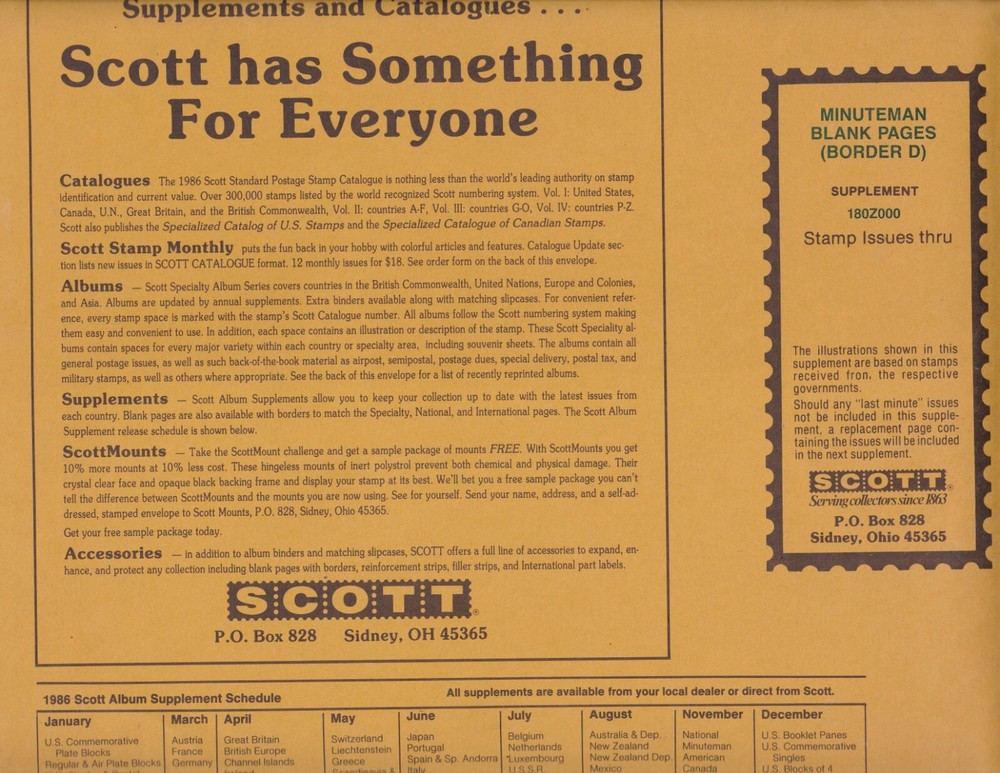 Supplements and Catalogues . . .
Scott has Something
For Everyone
Catalogues The 1986 Scott Standard Postage Stamp Catalogue is nothing less than the world's leading authority on stamp
identification and current value. Over 300,000 stamps listed by the world recognized Scott numbering system. Vol. I: United States,
Canada, U.N., Great Britain, and the British Commonwealth, Vol. II: countries A-F, Vol. III: countries G-O, Vol. IV: countries P-Z.
Scott also publishes the Specialized Catalog of U.S. Stamps and the Specialized Catalogue of Canadian Stamps.
Scott Stamp Monthly puts the fun back in your hobby with colorful articles and features. Catalogue Update sec-
tion lists new issues in SCOTT CATALOGUE format. 12 monthly issues for $18. See order form on the back of this envelope.
Albums — Scott Specialty Album Series covers countries in the British Commonwealth, United Nations, Europe and Colonies,
and Asia. Albums are updated by annual supplements. Extra binders available along with matching slipcases. For convenient refer-
ence, every stamp space is marked with the stamp's Scott Catalogue number. All albums follow the Scott numbering system making
them easy and convenient to use. In addition, each space contains an illustration or description of the stamp. These Scott Speciality al-
bums contain spaces for every major variety within each country or specialty area, including souvenir sheets. The albums contain all
general postage issues, as well as such back-of-the-book material as airpost, semipostal, postage dues, special delivery, postal tax, and
military stamps, as well as others where appropriate. See the back of this envelope for a list of recently reprinted albums.
Supplements — Scott Album Supplements allow you to keep your collection up to date with the latest issues from
each country. Blank pages are also available with borders to match the Specialty, National, and International pages. The Scott Album
Supplement release schedule is shown below.
ScottMounts — Take the ScottMount challenge and get a sample package of mounts FREE. With ScottMounts you get
10% more mounts at 10% less cost. These hingeless mounts of inert polystrol prevent both chemical and physical damage. Their
crystal clear face and opaque black backing frame and display your stamp at its best. We'll bet you a free sample package you can't
tell the difference between ScottMounts and the mounts you are now using. See for yourself. Send your name, address, and a self-ad-
dressed, stamped envelope to Scott Mounts, P.O. 828, Sidney, Ohio 45365.
Get your free sample package today.
Accessories — in addition to album binders and matching slipcases, SCOTT offers a full line of accessories to expand, en-
hance, and protect any collection including blank pages with borders, reinforcement strips, filler strips, and International part labels.
SCOTT®
P.O. Box 828 Sidney, OH 45365
MINUTEMAN
BLANK PAGES
(BORDER D)
SUPPLEMENT
180Z000
Stamp Issues thru
The illustrations shown in this
supplement are based on stamps
received from. the respective
governments.
Should any "last minute" issues
not be included in this supple-
ment, a replacement page con-
taining the issues will be included
in the next supplement.
SCOTT®
Serving collectors since 1863
P.O. Box 828
Sidney, Ohio 45365
1986 Scott Album Supplement Schedule All supplements are available from your local dealer or direct from Scott.
January March April May June July August November December
U.S. Commemorative Austria Great Britain Switzerland Japan Belgium Australia & Dep. National U.S. Booklet Panes
Plate Blocks France British Europe Liechtenstein Portugal Netherlands New Zealand Minuteman U.S. Commemorative
Regular & Air Plate Blocks Germany Channel Islands Greece Spain & Sp. Andorra Luxembourg New Zealand Dep. American Singles
Ireland Scandinavia & Italy U.S.S.R. Mexico Canada U.S. Blocks of 4